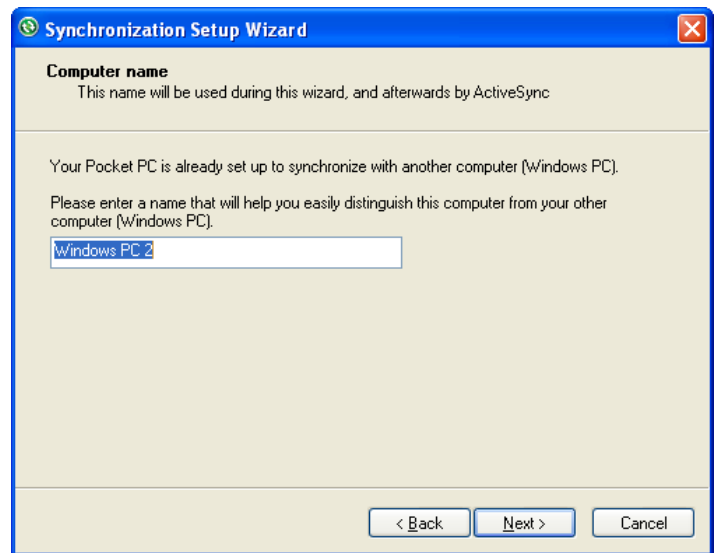 Synchronization Setup Wizard
Computer name
This name will be used during this wizard, and afterwards by ActiveSync
Your Pocket PC is already set up to synchronize with another computer (Windows PC).
Please enter a name that will help you easily distinguish this computer from your other
computer (Windows PC).
Windows PC 2
< Back Next > Cancel